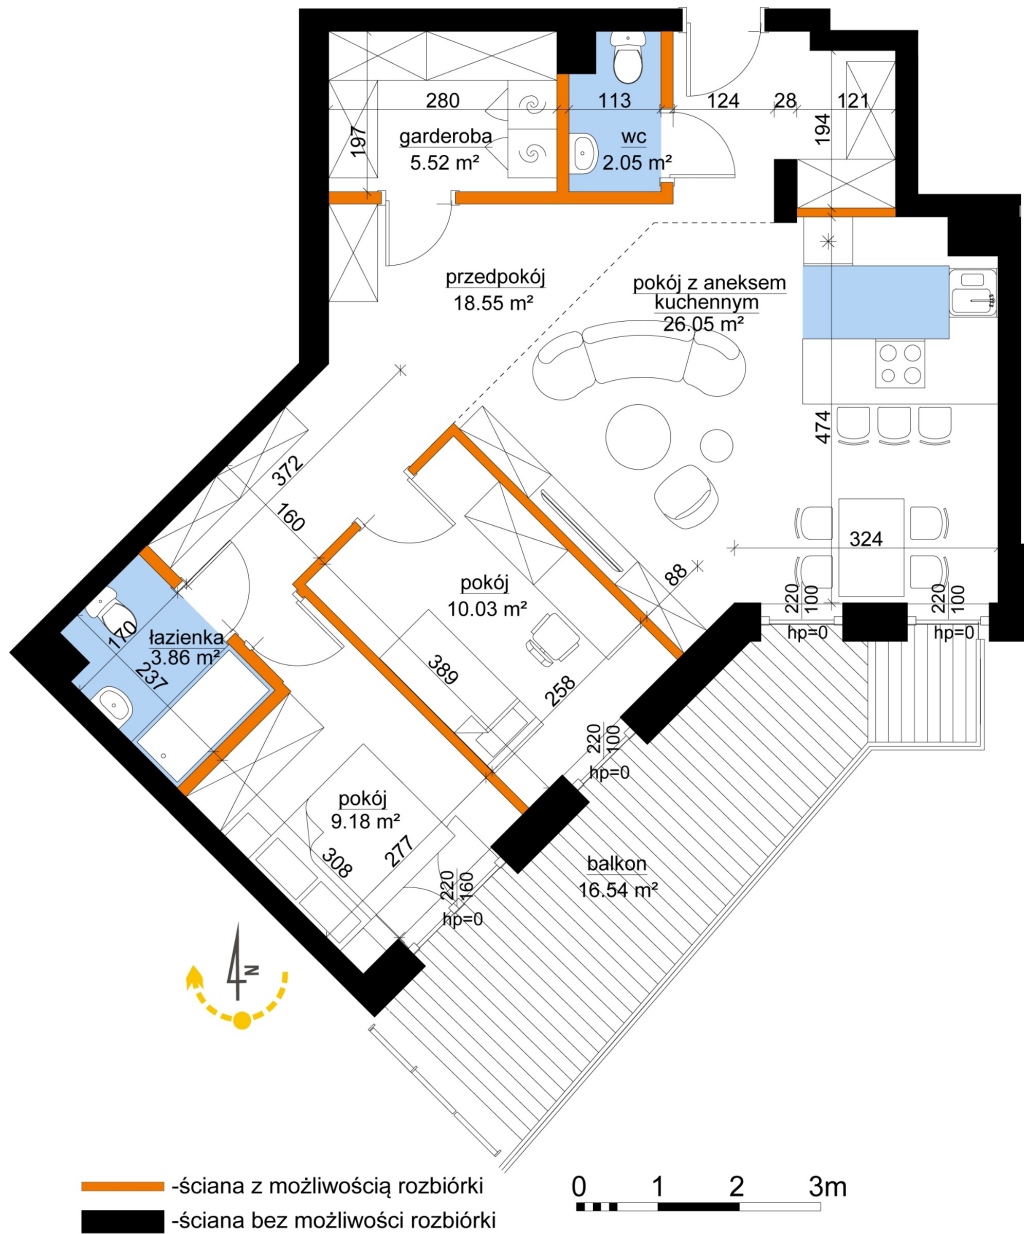 280
113
124
28
121
197
194
garderoba
5.52 m²
wc
2.05 m²
przedpokój
18.55 m²
pokój z aneksem
kuchennym
26.05 m²
474
372
160
324
88
220
100
hp=0
220
100
hp=0
pokój
10.03 m²
170
łazienka
3.86 m²
237
389
258
220
100
hp=0
pokój
9.18 m²
308
277
220
160
hp=0
balkon
16.54 m²
N
-ściana z możliwością rozbiórki
-ściana bez możliwości rozbiórki
0 1 2 3m